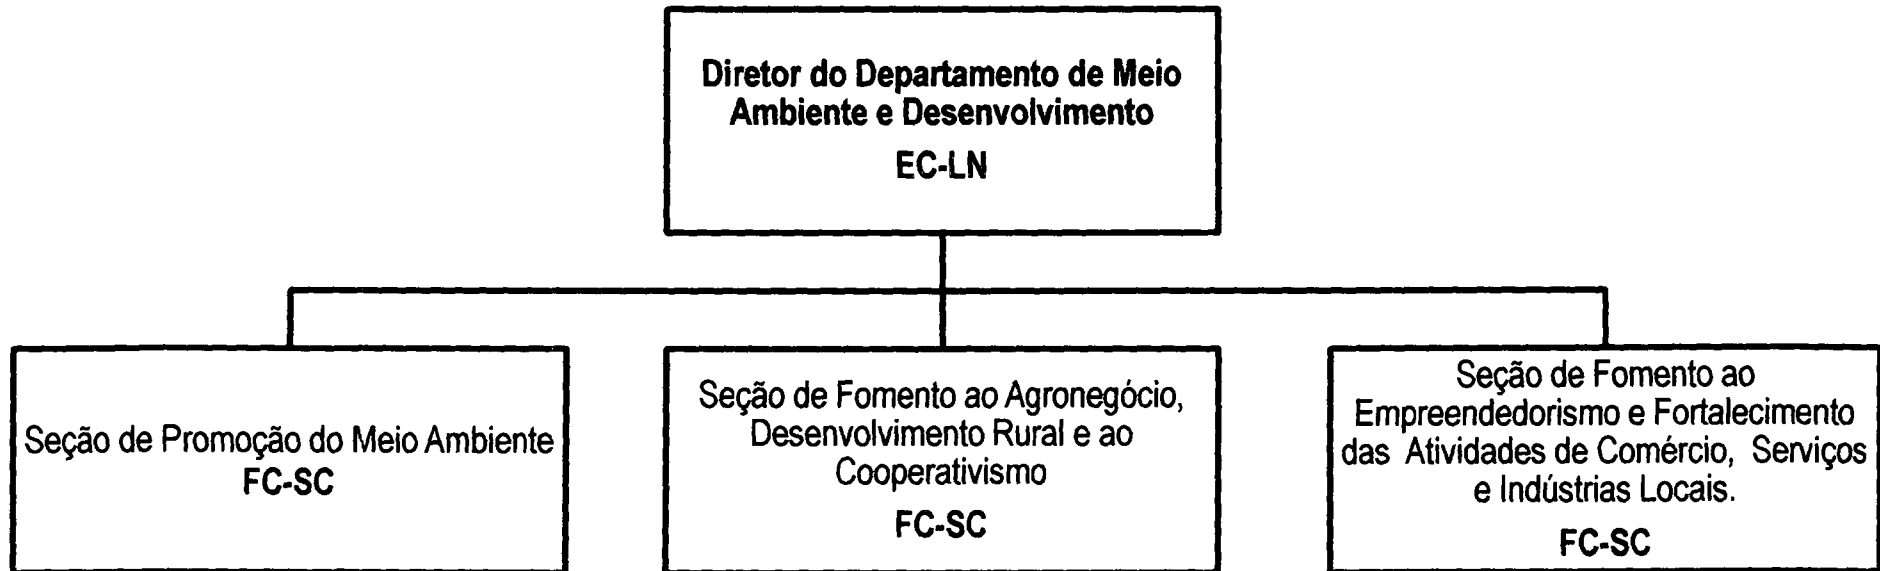 Diretor do Departamento de Meio
Ambiente e Desenvolvimento
EC-LN
Seção de Promoção do Meio Ambiente
FC-SC
Seção de Fomento ao Agronegócio,
Desenvolvimento Rural e ao
Cooperativismo
FC-SC
Seção de Fomento ao
Empreendedorismo e Fortalecimento
das Atividades de Comércio, Serviços
e Indústrias Locais.
FC-SC